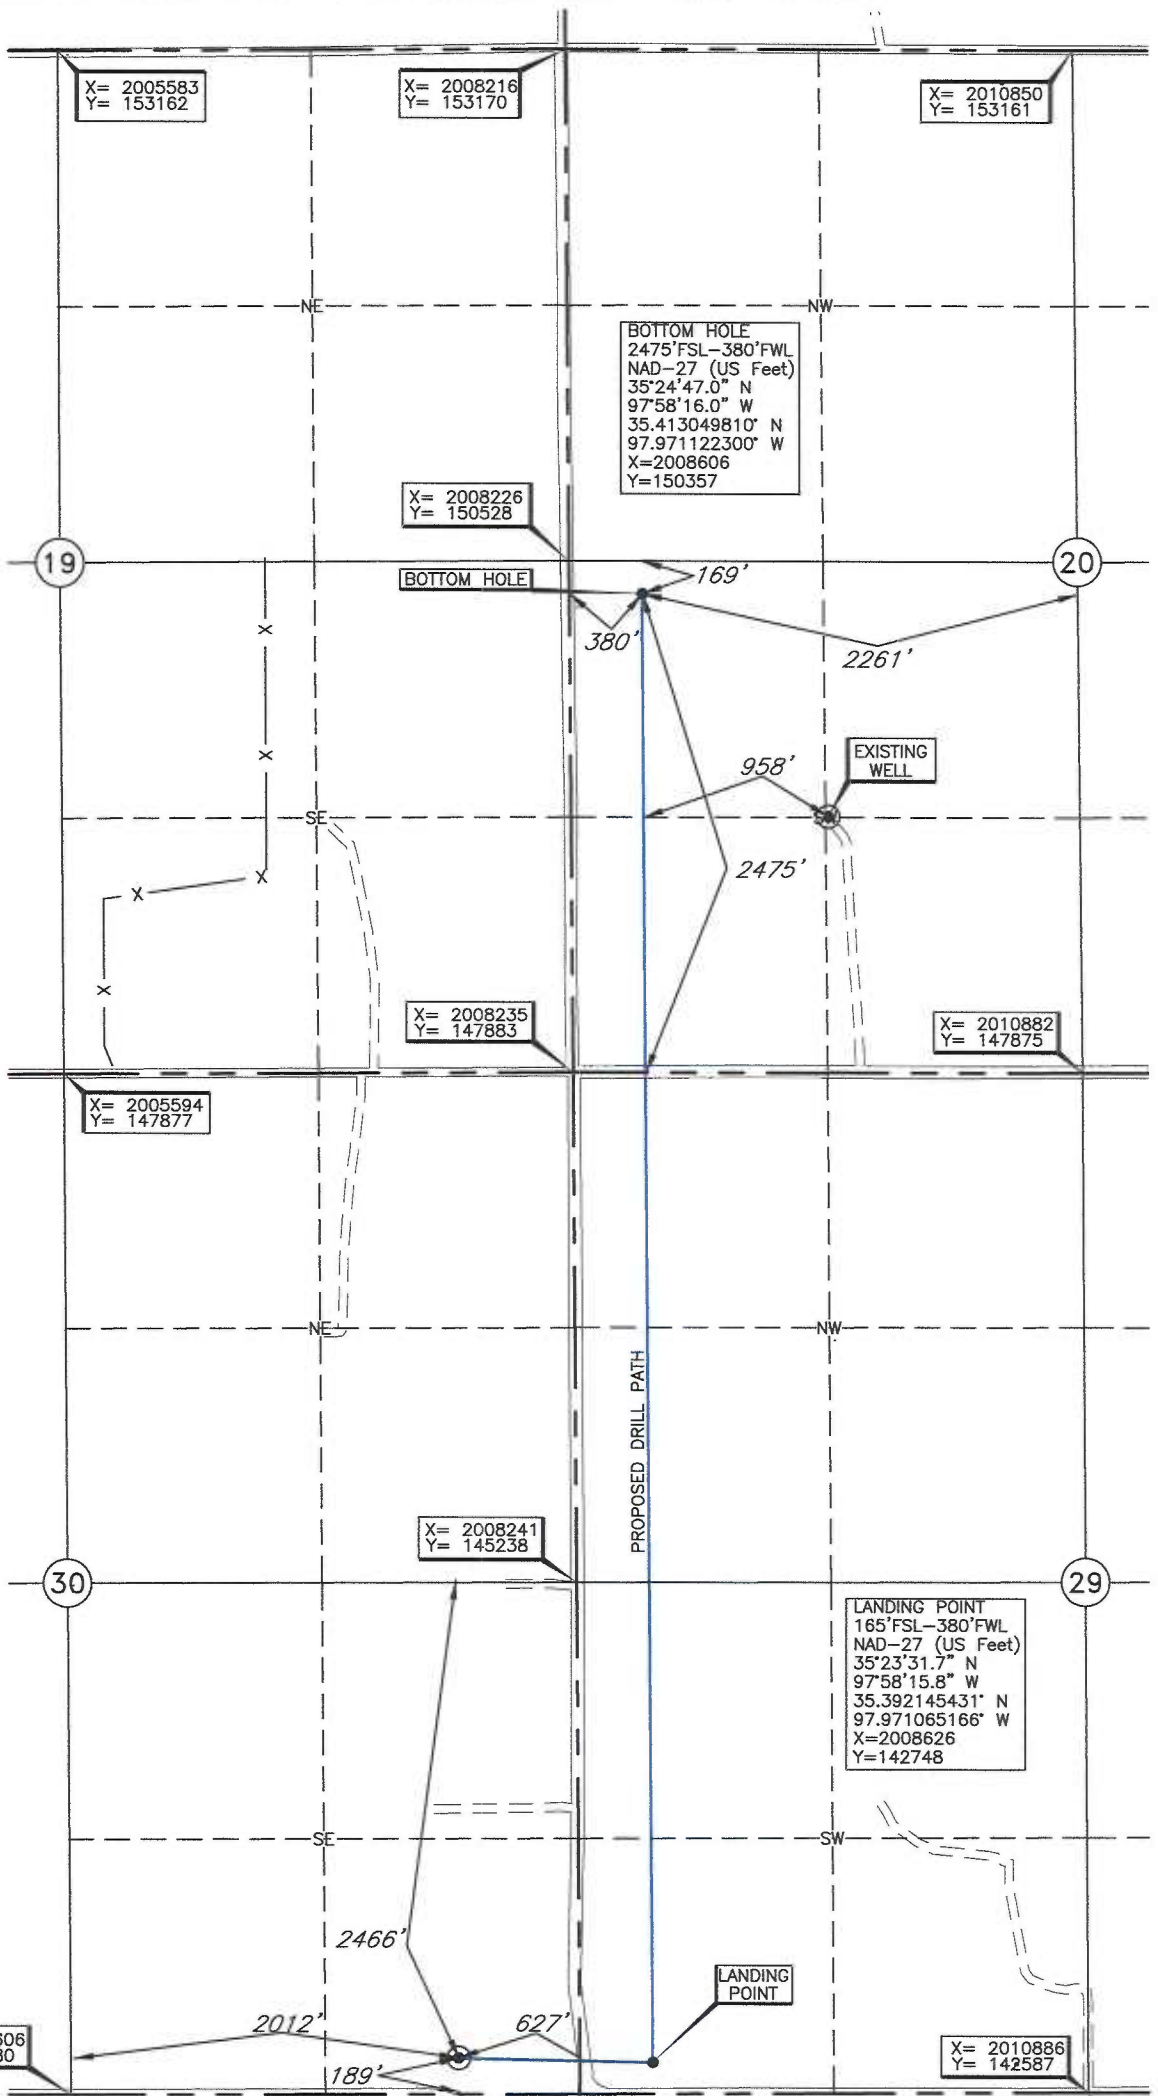 X= 2005583
Y= 153162
X= 2008216
Y= 153170
X= 2010850
Y= 153161
NE
NW
BOTTOM HOLE
2475'FSL-380'FWL
NAD-27 (US Feet)
35°24'47.0" N
97°58'16.0" W
35.413049810° N
97.971122300° W
X=2008606
Y=150357
X= 2008226
Y= 150528
19
20
BOTTOM HOLE
169'
380'
2261'
EXISTING
WELL
958'
SE
2475'
X
X
X
X
X
X= 2008235
Y= 147883
X= 2010882
Y= 147875
X= 2005594
Y= 147877
NE
NW
PROPOSED DRILL PATH
X= 2008241
Y= 145238
30
29
LANDING POINT
165'FSL-380'FWL
NAD-27 (US Feet)
35°23'31.7" N
97°58'15.8" W
35.392145431° N
97.971065166° W
X=2008626
Y=142748
SE
SW
2466'
LANDING
POINT
2012'
627'
606
80
189'
X= 2010886
Y= 142587